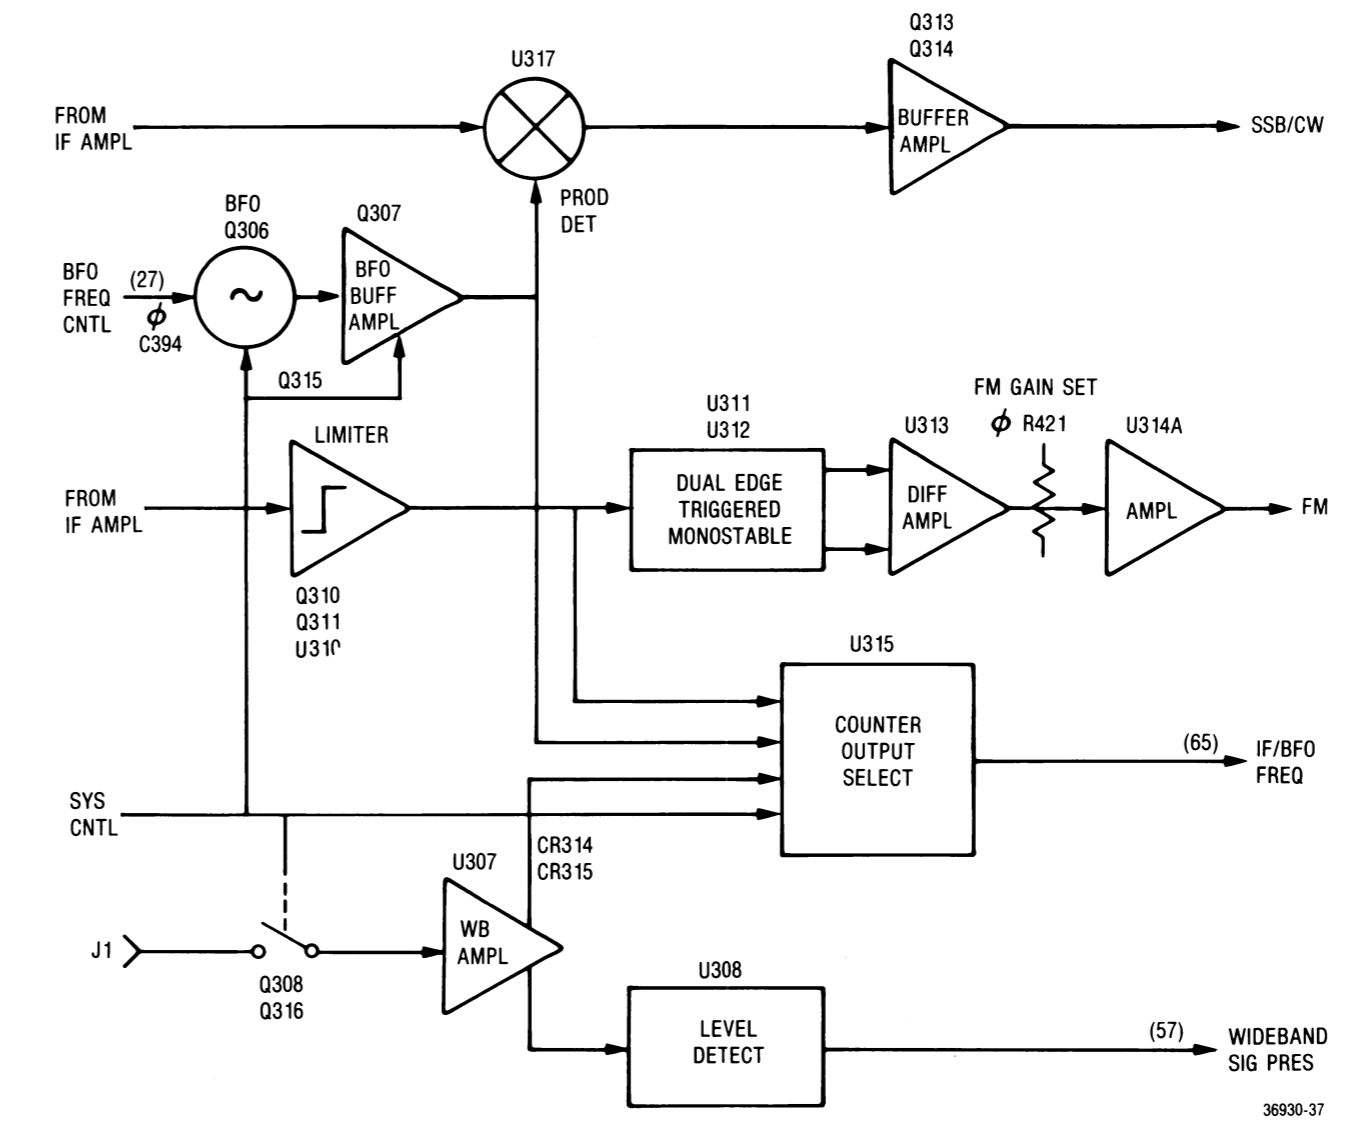 Q313
Q314
U317
FROM
IF AMPL
BUFFER
AMPL
SSB/CW
PROD
DET
BFO
Q306
Q307
BFO
FREQ
CNTL
(27)
ϕ
C394
~
BFO
BUFF
AMPL
Q315
LIMITER
FROM
IF AMPL
Q310
Q311
U311
U312
DUAL EDGE
TRIGGERED
MONOSTABLE
U313
DIFF
AMPL
FM GAIN SET
ϕ R421
U314A
AMPL
FM
U315
COUNTER
OUTPUT
SELECT
(65)
IF/BFO
FREQ
SYS
CNTL
CR314
CR315
U307
WB
AMPL
J1
Q308
Q316
U308
LEVEL
DETECT
(57)
WIDEBAND
SIG PRES
36930-37